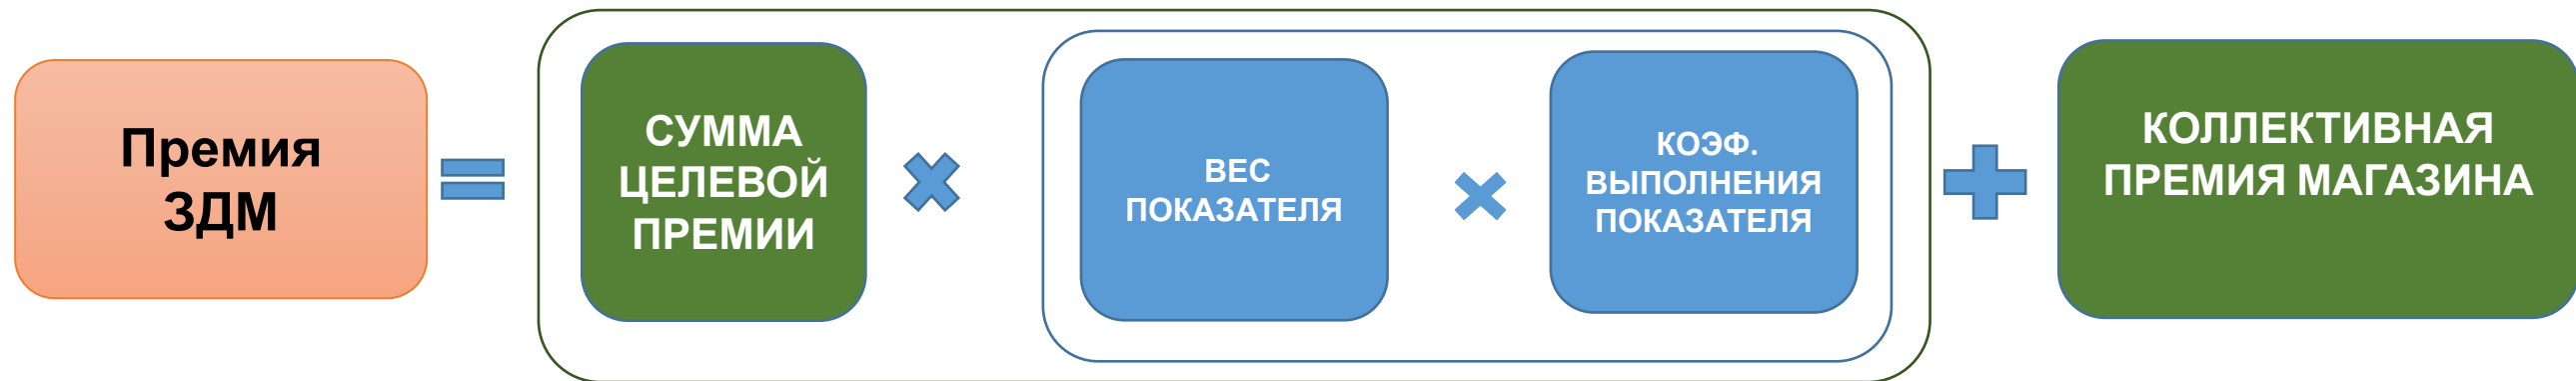 Премия
ЗДМ
СУММА
ЦЕЛЕВОЙ
ПРЕМИИ
ВЕС
ПОКАЗАТЕЛЯ
КОЭФ.
ВЫПОЛНЕНИЯ
ПОКАЗАТЕЛЯ
КОЛЛЕКТИВНАЯ
ПРЕМИЯ МАГАЗИНА